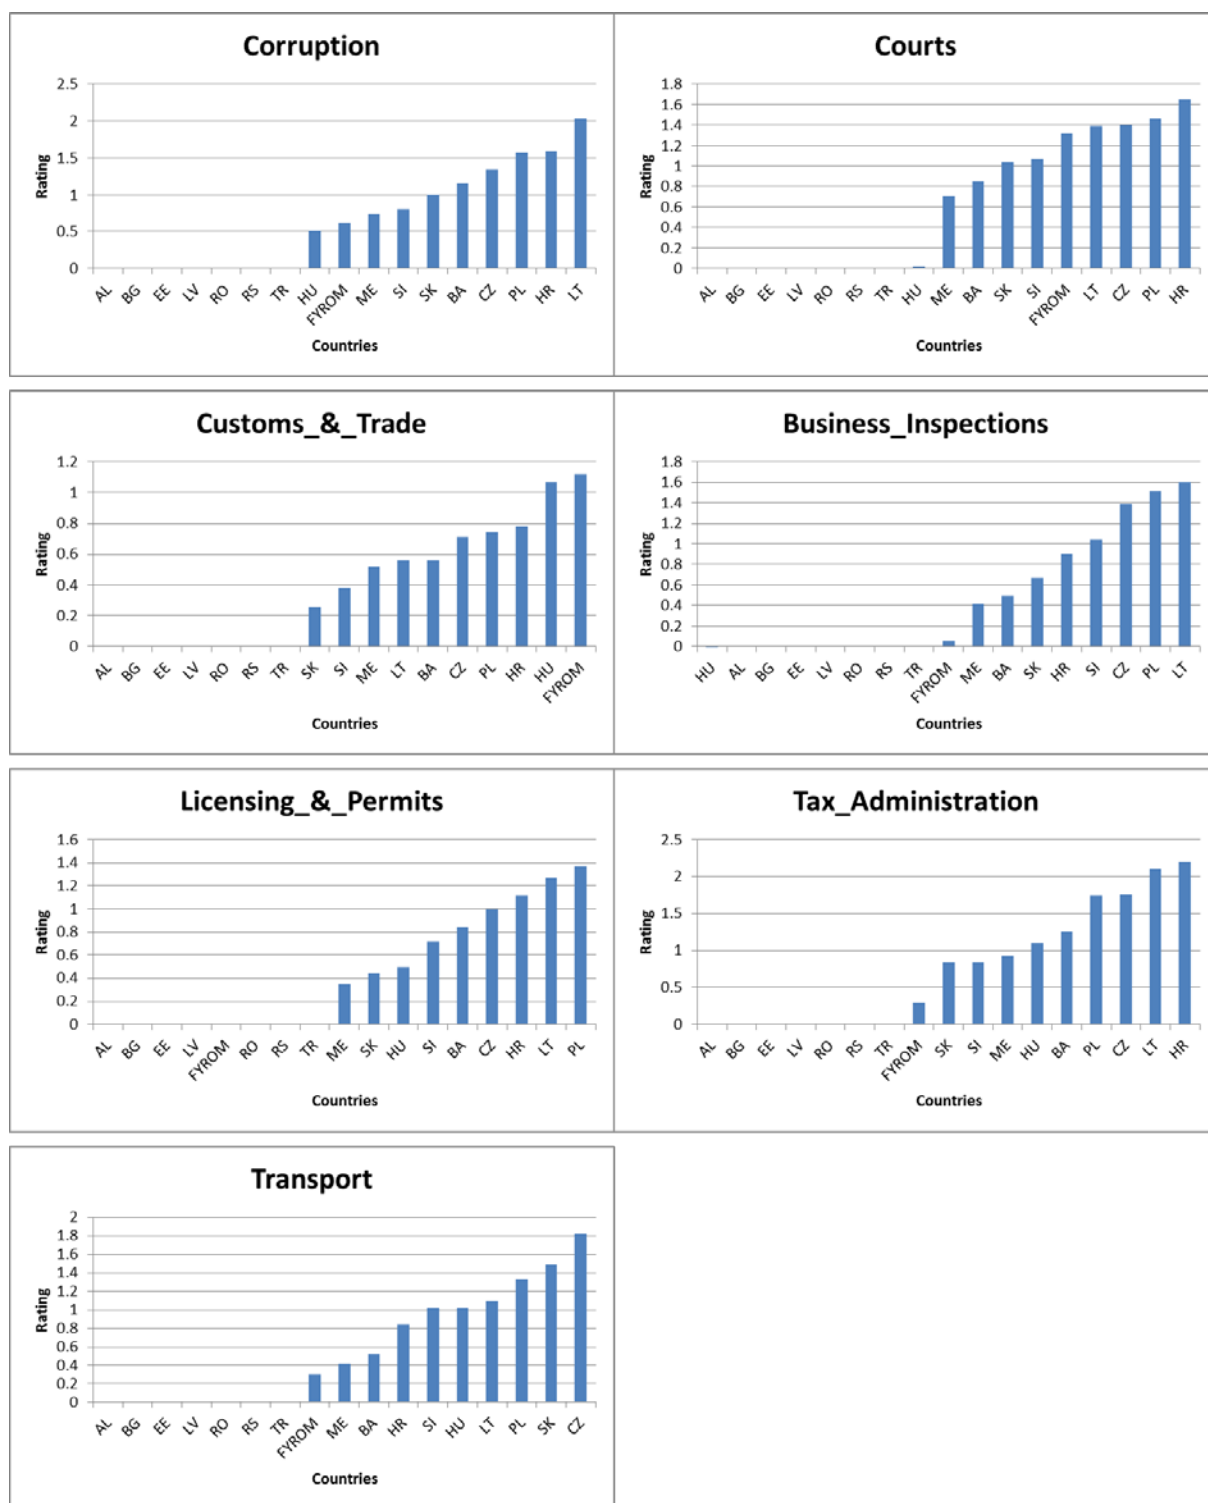 Corruption
2.5
2
1.5
1
0.5
0
Rating
AL BG EE LV RO RS TR HU FYROM ME SI SK BA CZ PL HR LT
Countries
Courts
1.8
1.6
1.4
1.2
1
0.8
0.6
0.4
0.2
0
Rating
AL BG EE LV RO RS TR HU ME BA SK SI FYROM LT CZ PL HR
Countries
Customs_&_Trade
1.2
1
0.8
0.6
0.4
0.2
0
Rating
AL BG EE LV RO RS TR SK SI ME LT BA CZ PL HR HU FYROM
Countries
Business_Inspections
1.8
1.6
1.4
1.2
1
0.8
0.6
0.4
0.2
0
Rating
HU AL BG EE LV RO RS TR FYROM ME BA SK HR SI CZ PL LT
Countries
Licensing_&_Permits
1.6
1.4
1.2
1
0.8
0.6
0.4
0.2
0
Rating
AL BG EE LV FYROM RO RS TR ME SK HU SI BA CZ HR LT PL
Countries
Tax_Administration
2.5
2
1.5
1
0.5
0
Rating
AL BG EE LV RO RS TR FYROM SK SI ME HU BA PL CZ LT HR
Countries
Transport
2
1.8
1.6
1.4
1.2
1
0.8
0.6
0.4
0.2
0
Rating
AL BG EE LV RO RS TR FYROM ME BA HR SI HU LT PL SK CZ
Countries